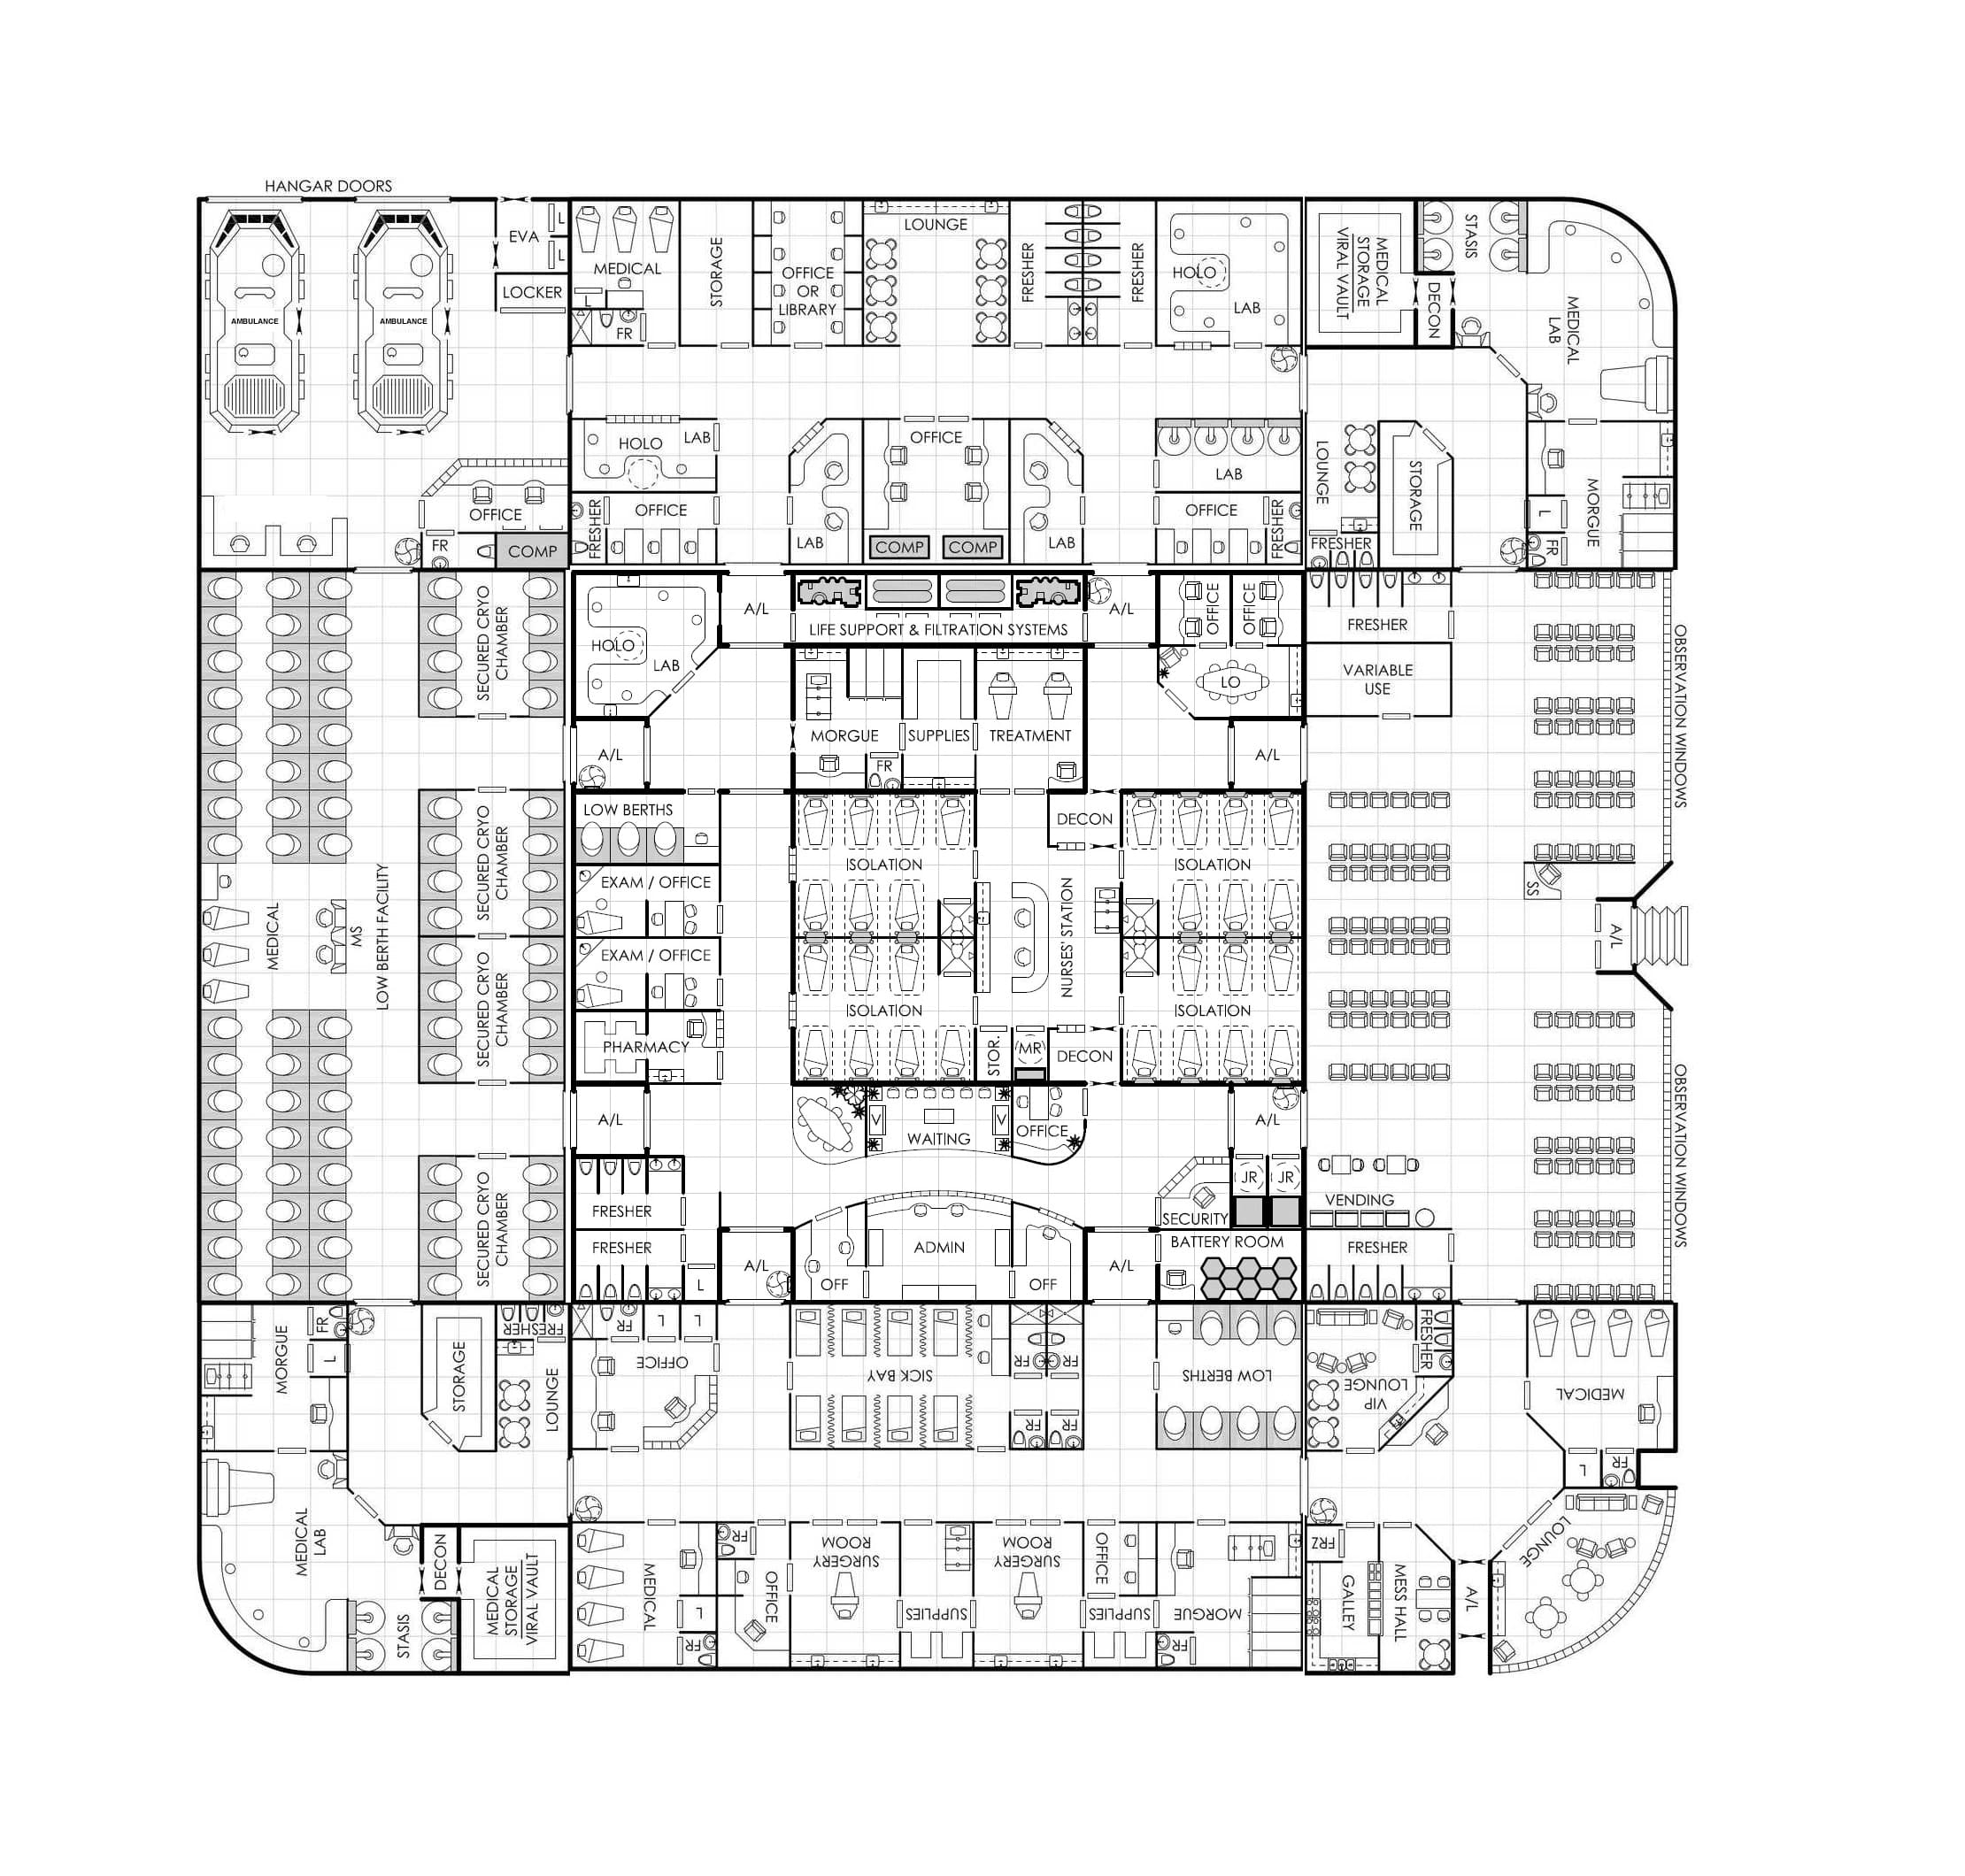 HANGAR DOORS
L
EVA
L
LOCKER
AMBULANCE
AMBULANCE
OFFICE
FR
COMP
MEDICAL
L
FR
STORAGE
OFFICE
OR
LIBRARY
LOUNGE
FRESHER
FRESHER
HOLO
LAB
HOLO
LAB
FRESHER
OFFICE
LAB
OFFICE
COMP
COMP
LAB
LAB
OFFICE
FRESHER
MEDICAL
STORAGE
VIRAL VAULT
STASIS
DECON
MEDICAL
LAB
LOUNGE
STORAGE
FRESHER
L
FR
MORGUE
SECURED CRYO
CHAMBER
SECURED CRYO
CHAMBER
SECURED CRYO
CHAMBER
SECURED CRYO
CHAMBER
MEDICAL
MS
LOW BERTH FACILITY
HOLO
LAB
A/L
LIFE SUPPORT & FILTRATION SYSTEMS
A/L
OFFICE
OFFICE
LO
A/L
MORGUE
FR
SUPPLIES
TREATMENT
A/L
LOW BERTHS
EXAM / OFFICE
EXAM / OFFICE
PHARMACY
ISOLATION
ISOLATION
DECON
NURSES' STATION
STOR.
MR
DECON
ISOLATION
ISOLATION
A/L
V
WAITING
V
OFFICE
A/L
JR
JR
SECURITY
FRESHER
FRESHER
L
A/L
OFF
ADMIN
OFF
A/L
BATTERY ROOM
FRESHER
VARIABLE
USE
OBSERVATION WINDOWS
SS
A/L
OBSERVATION WINDOWS
VENDING
FRESHER
MORGUE
FR
L
STORAGE
FRESHER
LOUNGE
MEDICAL
LAB
DECON
STASIS
MEDICAL
STORAGE
VIRAL VAULT
FR
L
L
OFFICE
SICK BAY
FR
FR
FR
FR
LOW BERTHS
MEDICAL
L
FR
FR
OFFICE
SURGERY
ROOM
SUPPLIES
SURGERY
ROOM
OFFICE
SUPPLIES
MORGUE
FR
VIP
LOUNGE
FRESHER
MEDICAL
L
FR
FRZ
GALLEY
MESS HALL
A/L
LOUNGE